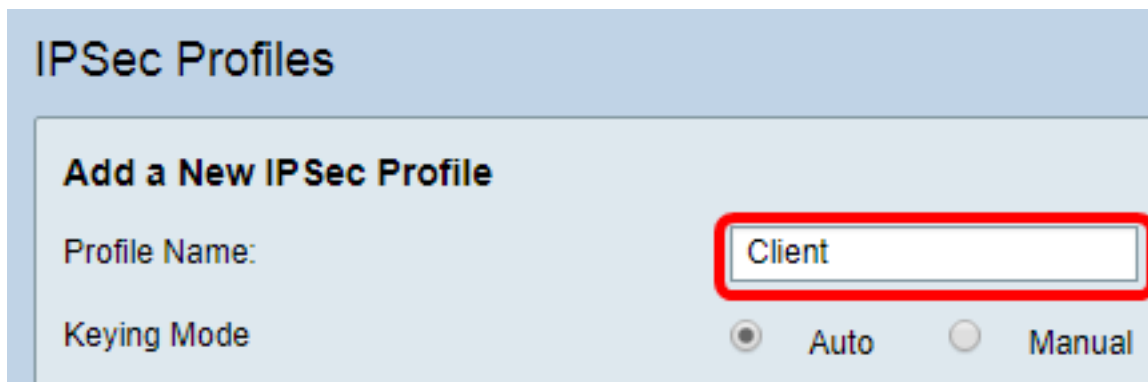 IPSec Profiles
Add a New IPSec Profile
Profile Name: Client
Keying Mode Auto Manual